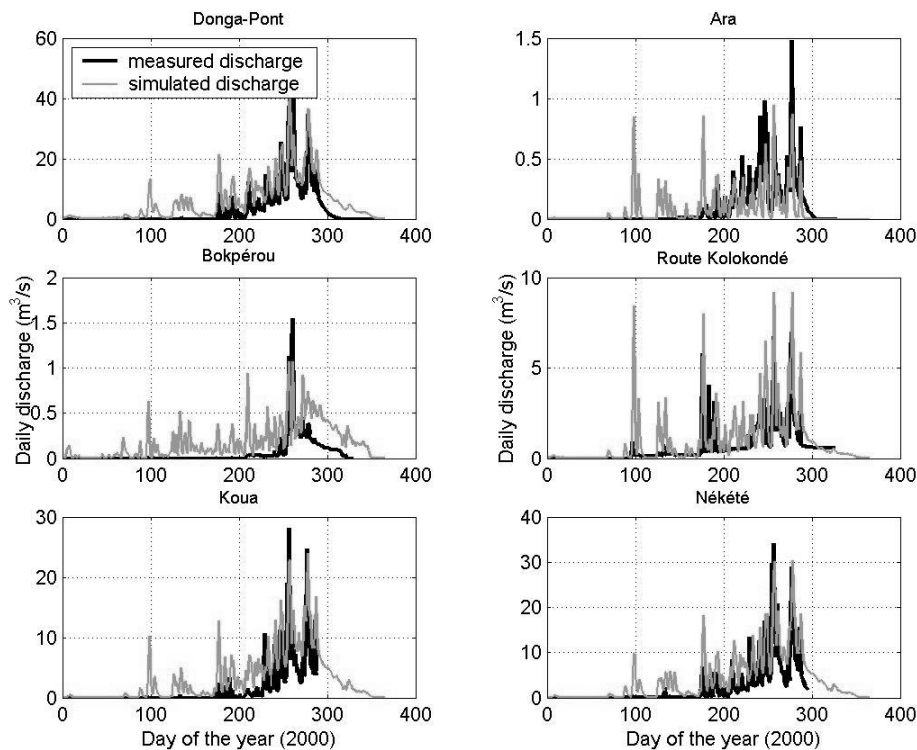 Donga-Pont
60
40
20
0
0 100 200 300 400
measured discharge
simulated discharge
Ara
1.5
1
0.5
0
0 100 200 300 400
Bokpérou
2
1.5
1
0.5
0
0 100 200 300 400
Daily discharge (m³/s)
Route Kolokondé
10
5
0
0 100 200 300 400
Daily discharge (m³/s)
Koua
30
20
10
0
0 100 200 300 400
Day of the year (2000)
Nékété
40
30
20
10
0
0 100 200 300 400
Day of the year (2000)